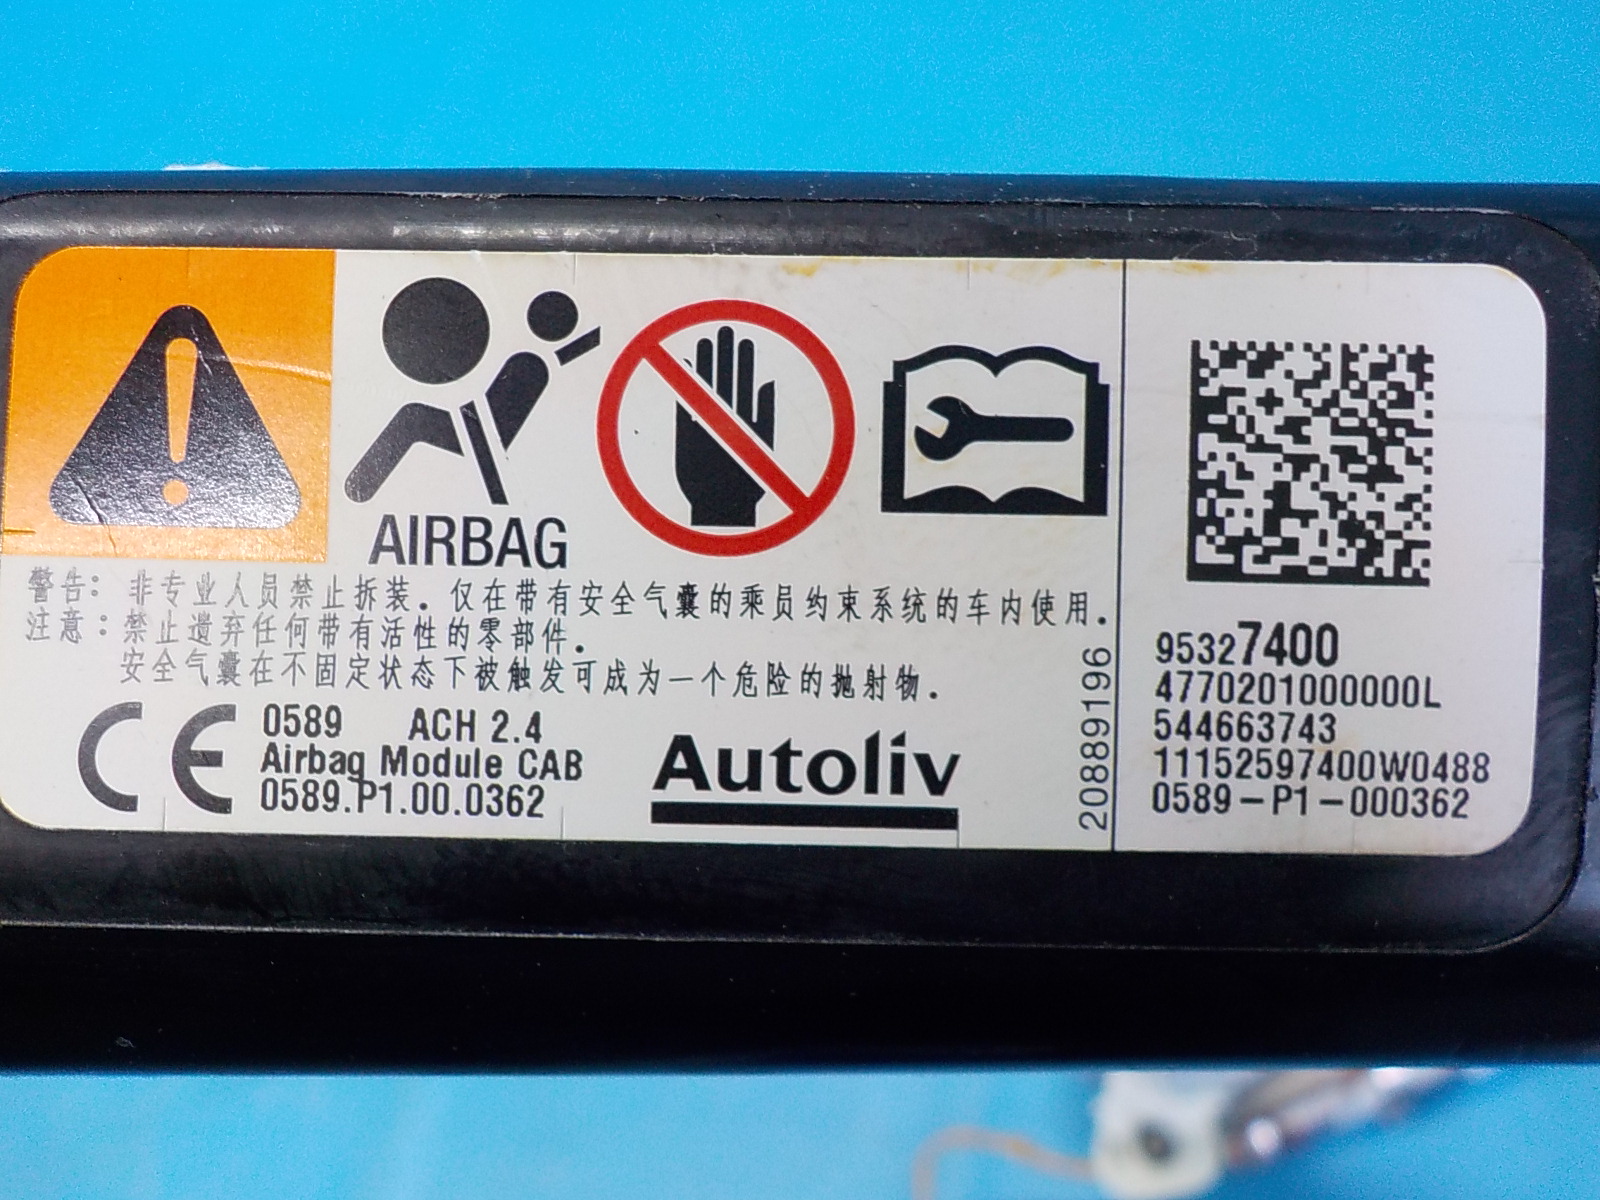 AIRBAG
警告：非专业人员禁止拆装. 仅在带有安全气囊的乘员约束系统的车内使用.
注意：禁止遗弃任何带有活性的零部件.
安全气囊在不固定状态下被触发可成为一个危险的抛射物.
CE 0589 ACH 2.4
Airbag Module CAB
0589.P1.00.0362
Autoliv
20889196
95327400
4770201000000L
544663743
11152597400W0488
0589-P1-000362